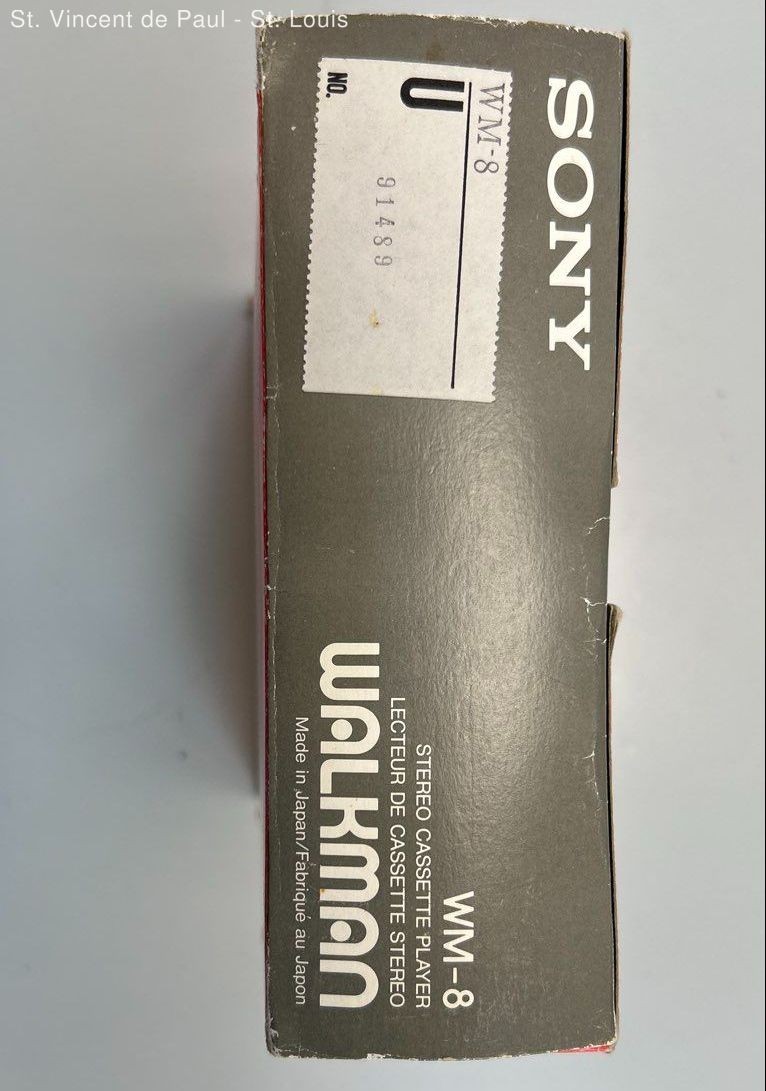 St. Vincent de Paul - St. Louis
SONY
WM-8
U
91489
NO.
WM-8
STEREO CASSETTE PLAYER
LECTEUR DE CASSETTE STEREO
WALKMAN
Made in Japan/Fabriqué au Japon